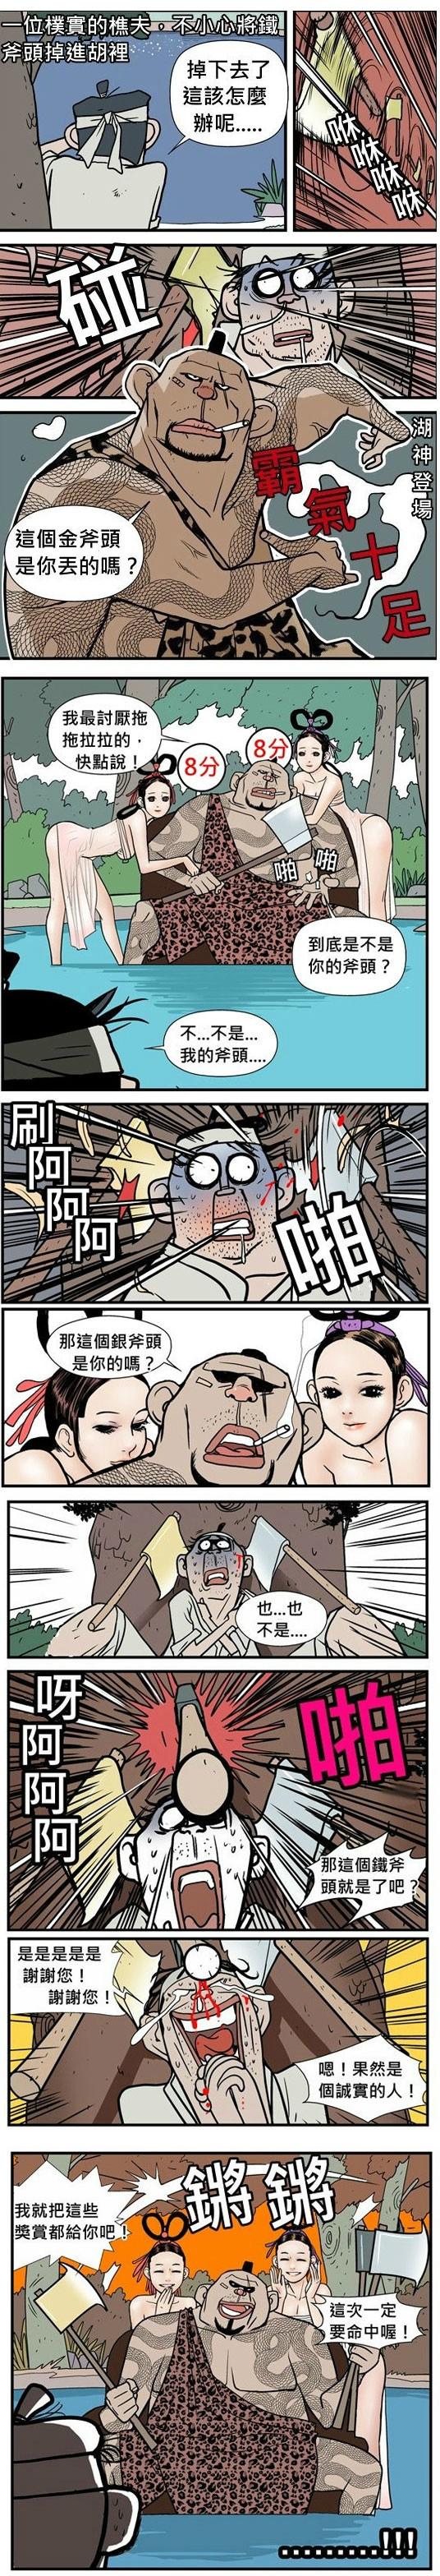 一位樸實的樵夫，不小心將鐵
斧頭掉進胡裡
掉下去了
這該怎麼
辦呢.....
咻咻咻咻
碰
湖神登場
霸氣十足
這個金斧頭
是你丟的嗎？
我最討厭拖
拖拉拉的，
快點說！
8分
8分
啪 啪
到底是不是
你的斧頭？
不...不是...
我的斧頭....
刷阿阿阿
啪
那這個銀斧頭
是你的嗎？
也...也
不是....
呀阿阿阿
啪
那這個鐵斧
頭就是了吧？
是是是是是
謝謝您！
謝謝您！
嗯！果然是
個誠實的人！
鏘鏘
我就把這些
獎賞都給你吧！
這次一定
要命中喔！
..........!!!